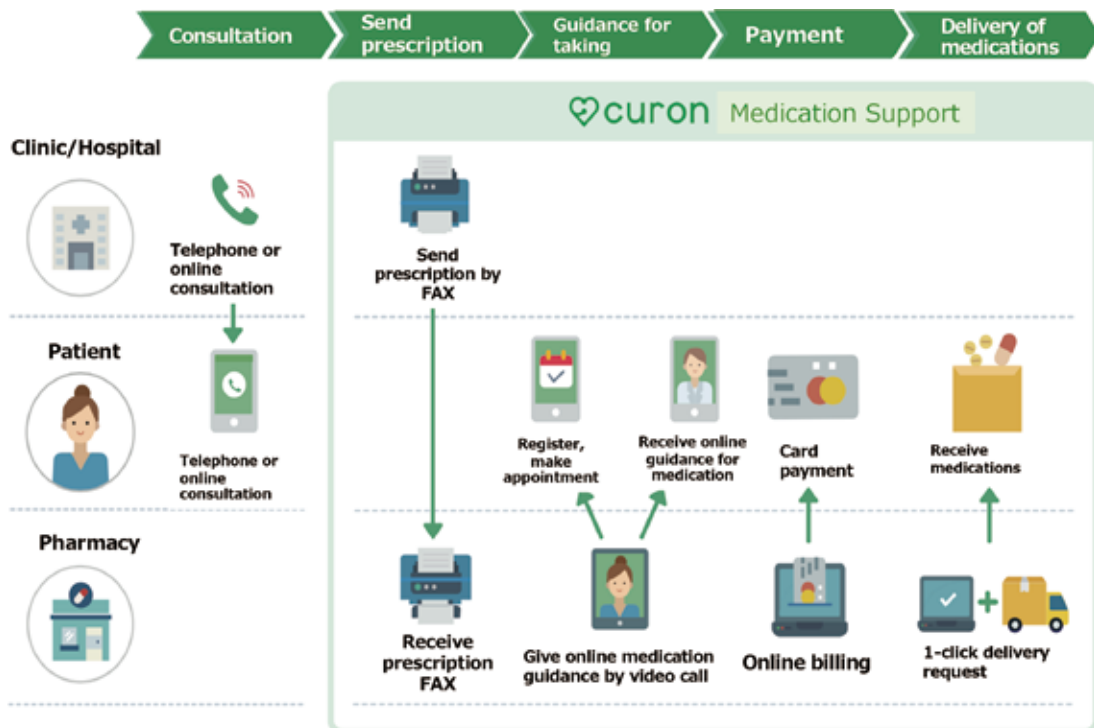 Consultation
Send
prescription
Guidance for
taking
Payment
Delivery of
medications
curon Medication Support
Clinic/Hospital
Telephone or
online
consultation
Send
prescription by
FAX
Patient
Telephone or
online
consultation
Register,
make
appointment
Receive online
guidance for
medication
Card
payment
Receive
medications
Pharmacy
Receive
prescription
FAX
Give online medication
guidance by video call
Online billing
1-click delivery
request